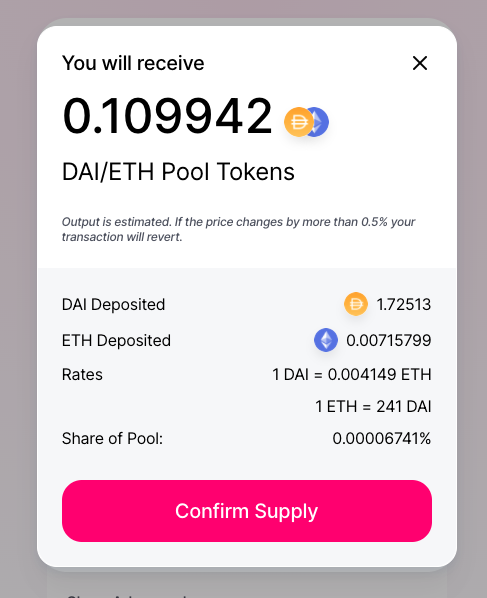 You will receive
0.109942
DAI/ETH Pool Tokens
Output is estimated. If the price changes by more than 0.5% your
transaction will revert.
DAI Deposited 1.72513
ETH Deposited 0.00715799
Rates 1 DAI = 0.004149 ETH
1 ETH = 241 DAI
Share of Pool: 0.00006741%
Confirm Supply